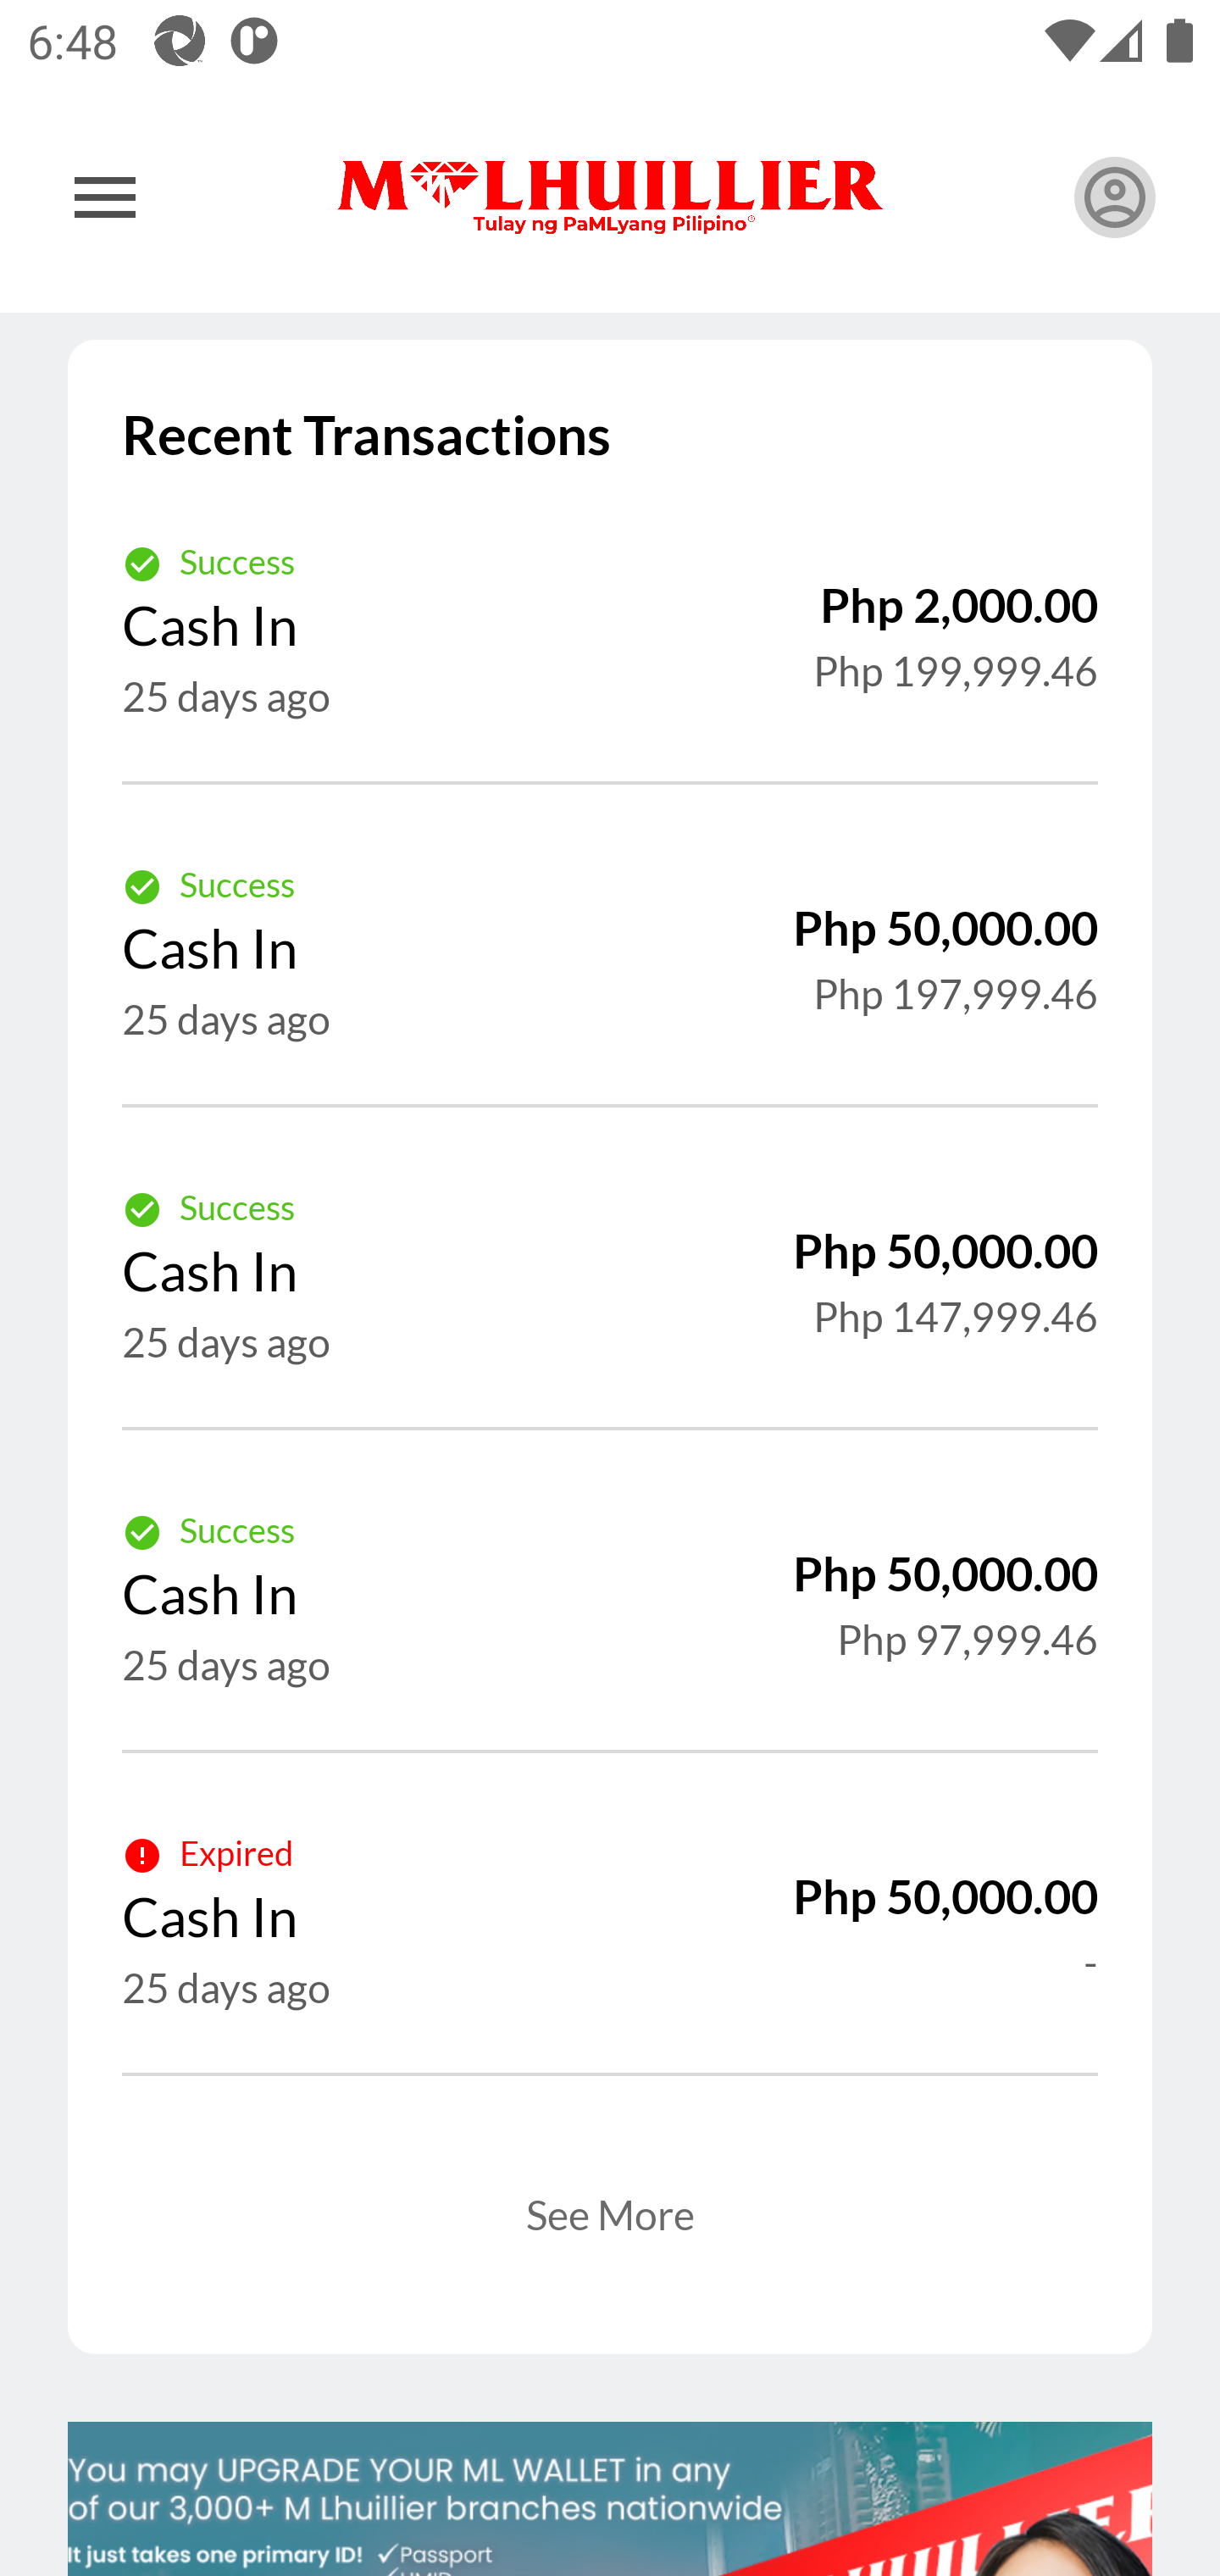 6:48
M LHUILLIER
Tulay ng PaMLyang Pilipino
Recent Transactions
Success
Cash In
25 days ago
Php 2,000.00
Php 199,999.46
Success
Cash In
25 days ago
Php 50,000.00
Php 197,999.46
Success
Cash In
25 days ago
Php 50,000.00
Php 147,999.46
Success
Cash In
25 days ago
Php 50,000.00
Php 97,999.46
Expired
Cash In
25 days ago
Php 50,000.00
-
See More
You may UPGRADE YOUR ML WALLET in any
of our 3,000+ M Lhuillier branches nationwide
It just takes one primary ID! ✓Passport